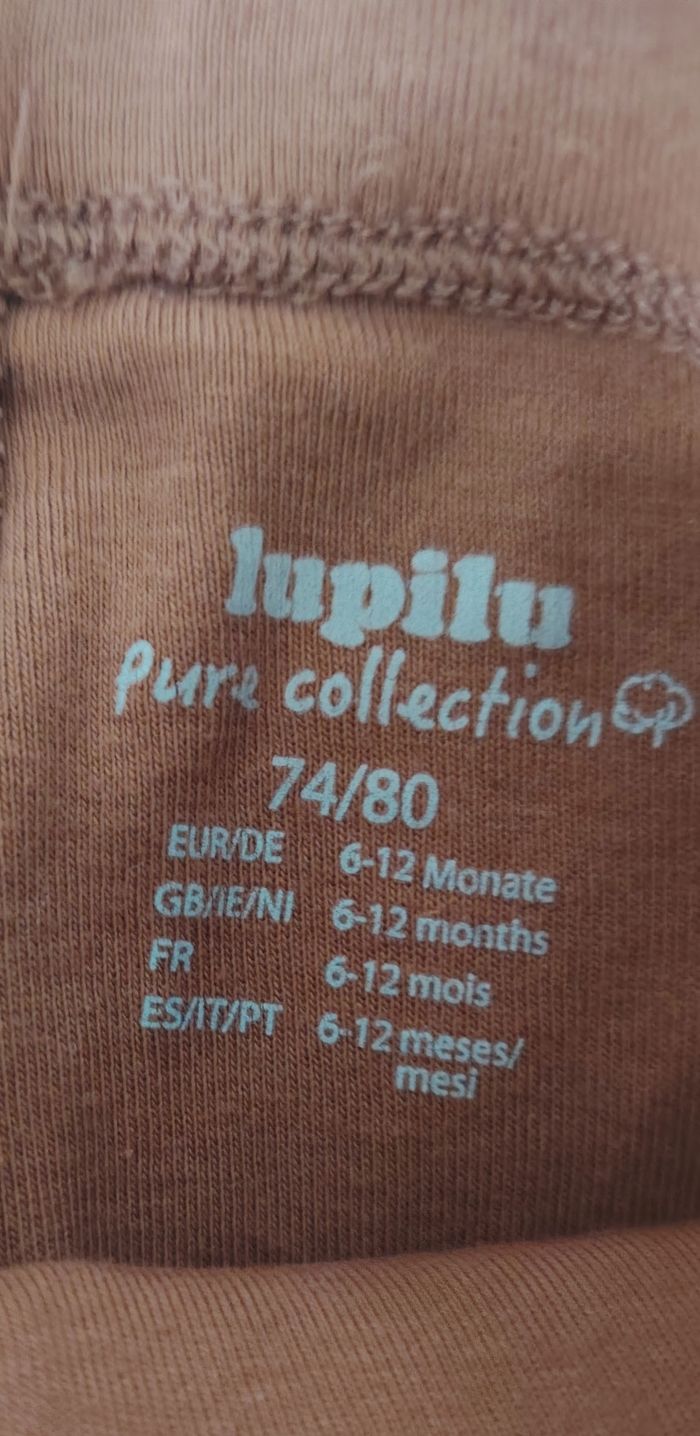 lupilu
pure collection
74/80
EUR/DE 6-12 Monate
GB/IE/NI 6-12 months
FR 6-12 mois
ES/IT/PT 6-12 meses/
mesi